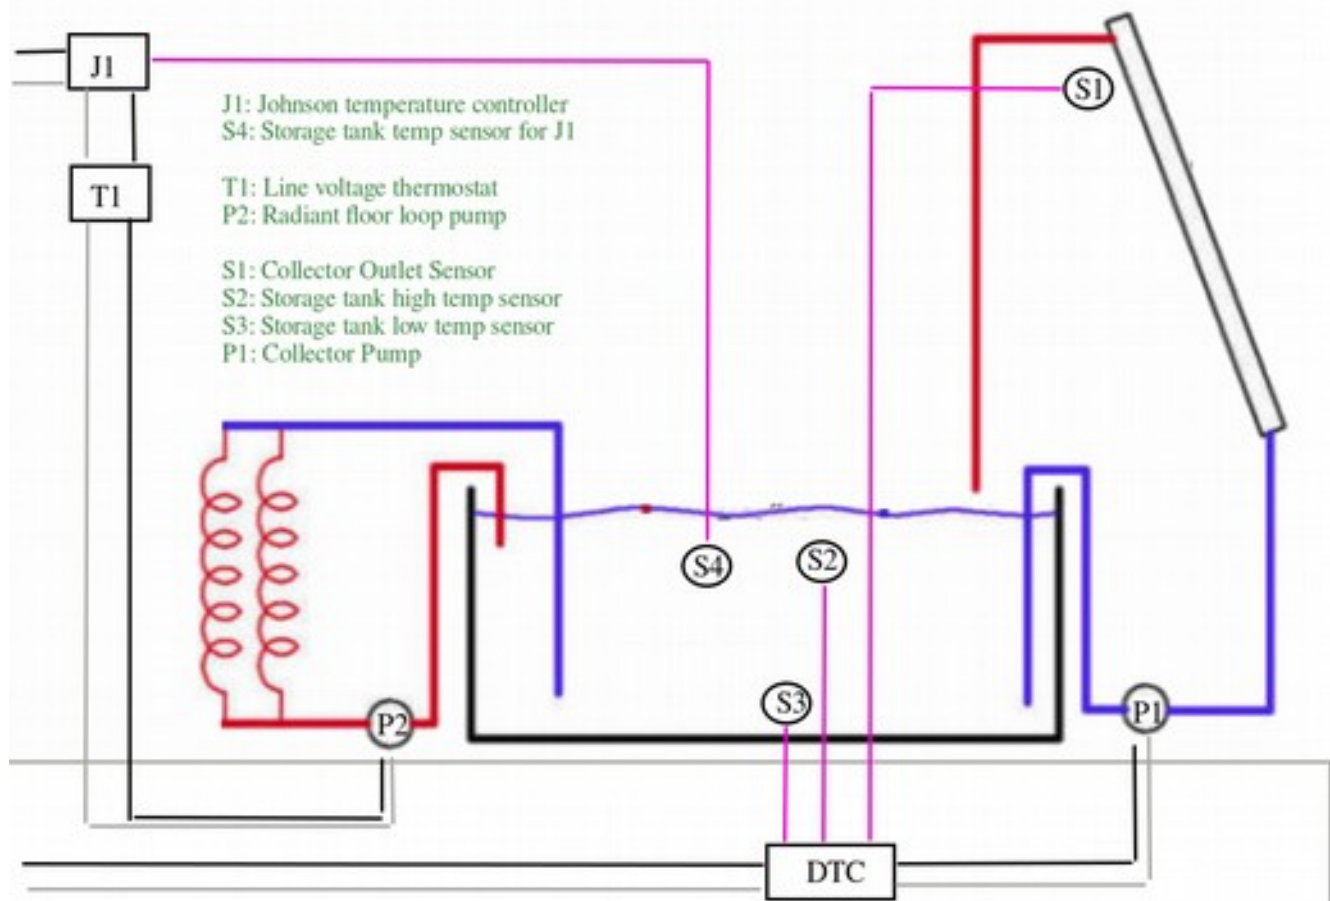 J1
S1
J1: Johnson temperature controller
S4: Storage tank temp sensor for J1
T1
T1: Line voltage thermostat
P2: Radiant floor loop pump
S1: Collector Outlet Sensor
S2: Storage tank high temp sensor
S3: Storage tank low temp sensor
P1: Collector Pump
S4
S2
S3
P2
P1
DTC